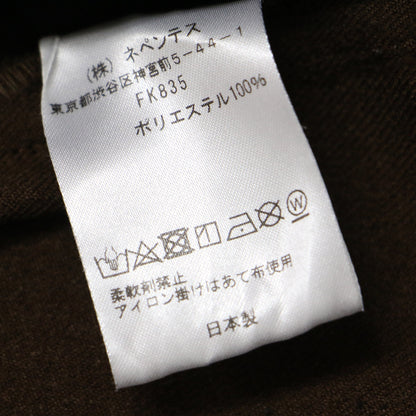 (株) ネペンテス
東京都渋谷区神宮前5-44-1
FK835
ポリエステル100%
W
柔軟剤禁止
アイロン掛けはあて布使用
日本製